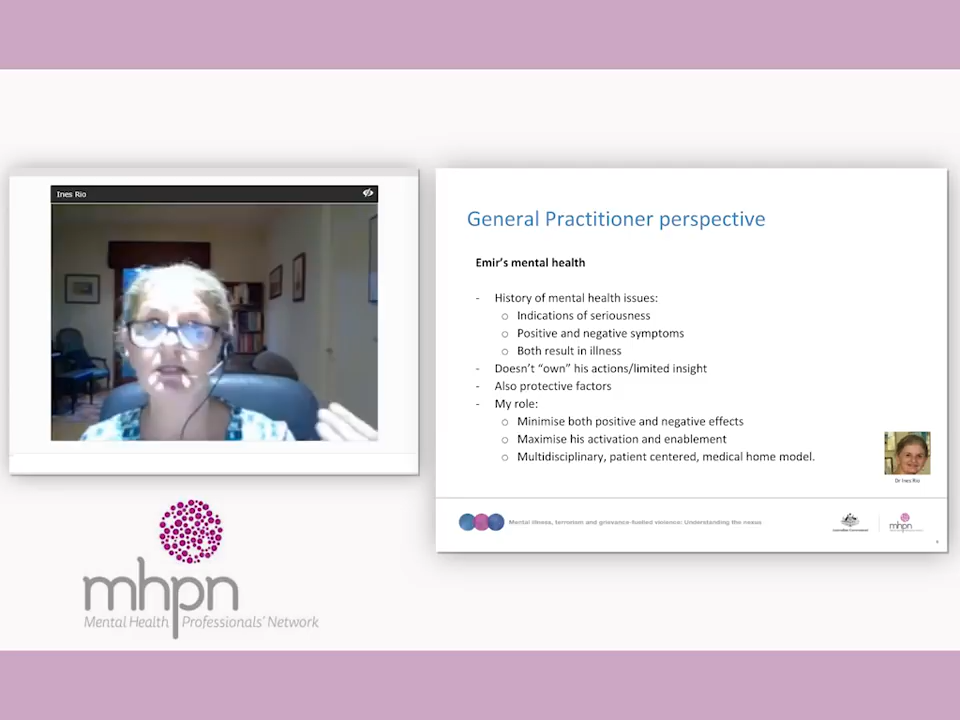 Ines Rio
General Practitioner perspective
Emir's mental health
- History of mental health issues:
o Indications of seriousness
o Positive and negative symptoms
o Both result in illness
- Doesn't "own" his actions/limited insight
- Also protective factors
- My role:
o Minimise both positive and negative effects
o Maximise his activation and enablement
o Multidisciplinary, patient centered, medical home model.
Dr Ines Rio
Mental illness, terrorism and grievance-fuelled violence: Understanding the nexus
mhpn
mhpn
Mental Health Professionals' Network